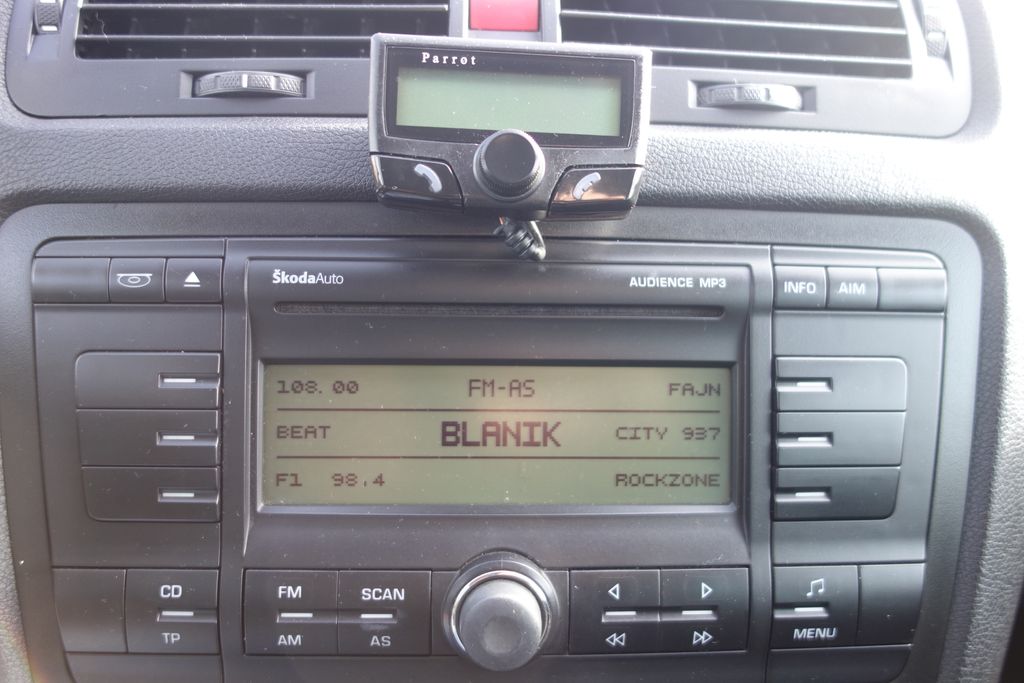 Parrot
ŠkodaAuto
AUDIENCE MP3
INFO
AIM
108.00 FM-AS FAJN
BEAT BLANIK CITY 937
F1 98.4 ROCKZONE
CD
TP
FM
AM
SCAN
AS
MENU